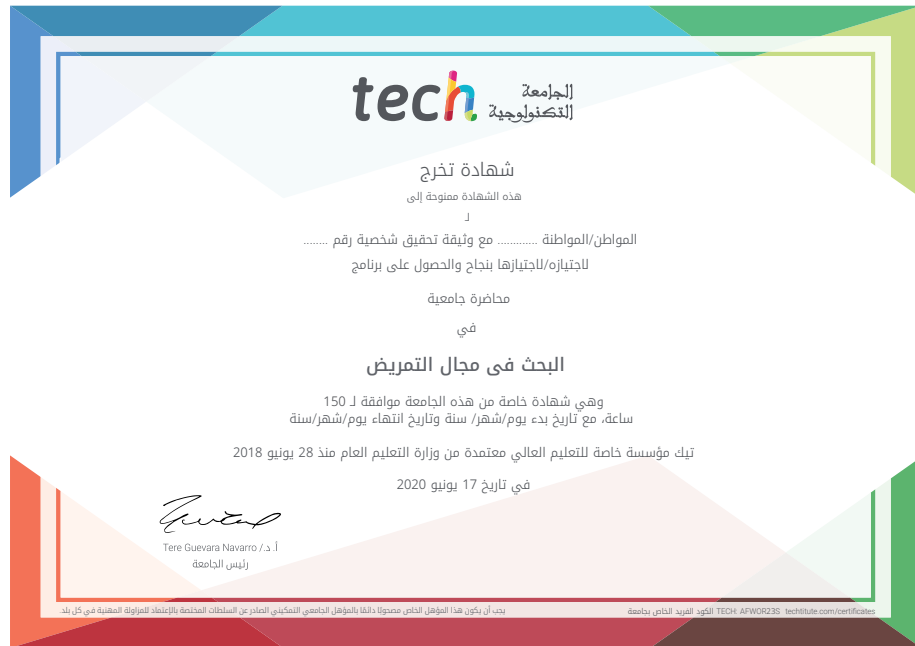 tech الجامعة
التكنولوجية
شهادة تخرج
هذه الشهادة ممنوحة إلى
لـ
المواطن/المواطنة ............ مع وثيقة تحقيق شخصية رقم ........
لاجتيازه/لاجتيازها بنجاح والحصول على برنامج
محاضرة جامعية
في
البحث فى مجال التمريض
وهي شهادة خاصة من هذه الجامعة موافقة لـ 150
ساعة، مع تاريخ بدء يوم/شهر/ سنة وتاريخ انتهاء يوم/شهر/سنة
تيك مؤسسة خاصة للتعليم العالي معتمدة من وزارة التعليم العام منذ 28 يونيو 2018
في تاريخ 17 يونيو 2020
أ. د./ Tere Guevara Navarro
رئيس الجامعة
يجب أن يكون هذا المؤهل الخاص مصحوبًا دائمًا بالمؤهل الجامعي التمكيني الصادر عن السلطات المختصة بالإعتماد للمزاولة المهنية في كل بلد.
الكود الفريد الخاص بجامعة TECH: AFWOR23S techtitute.com/certificates